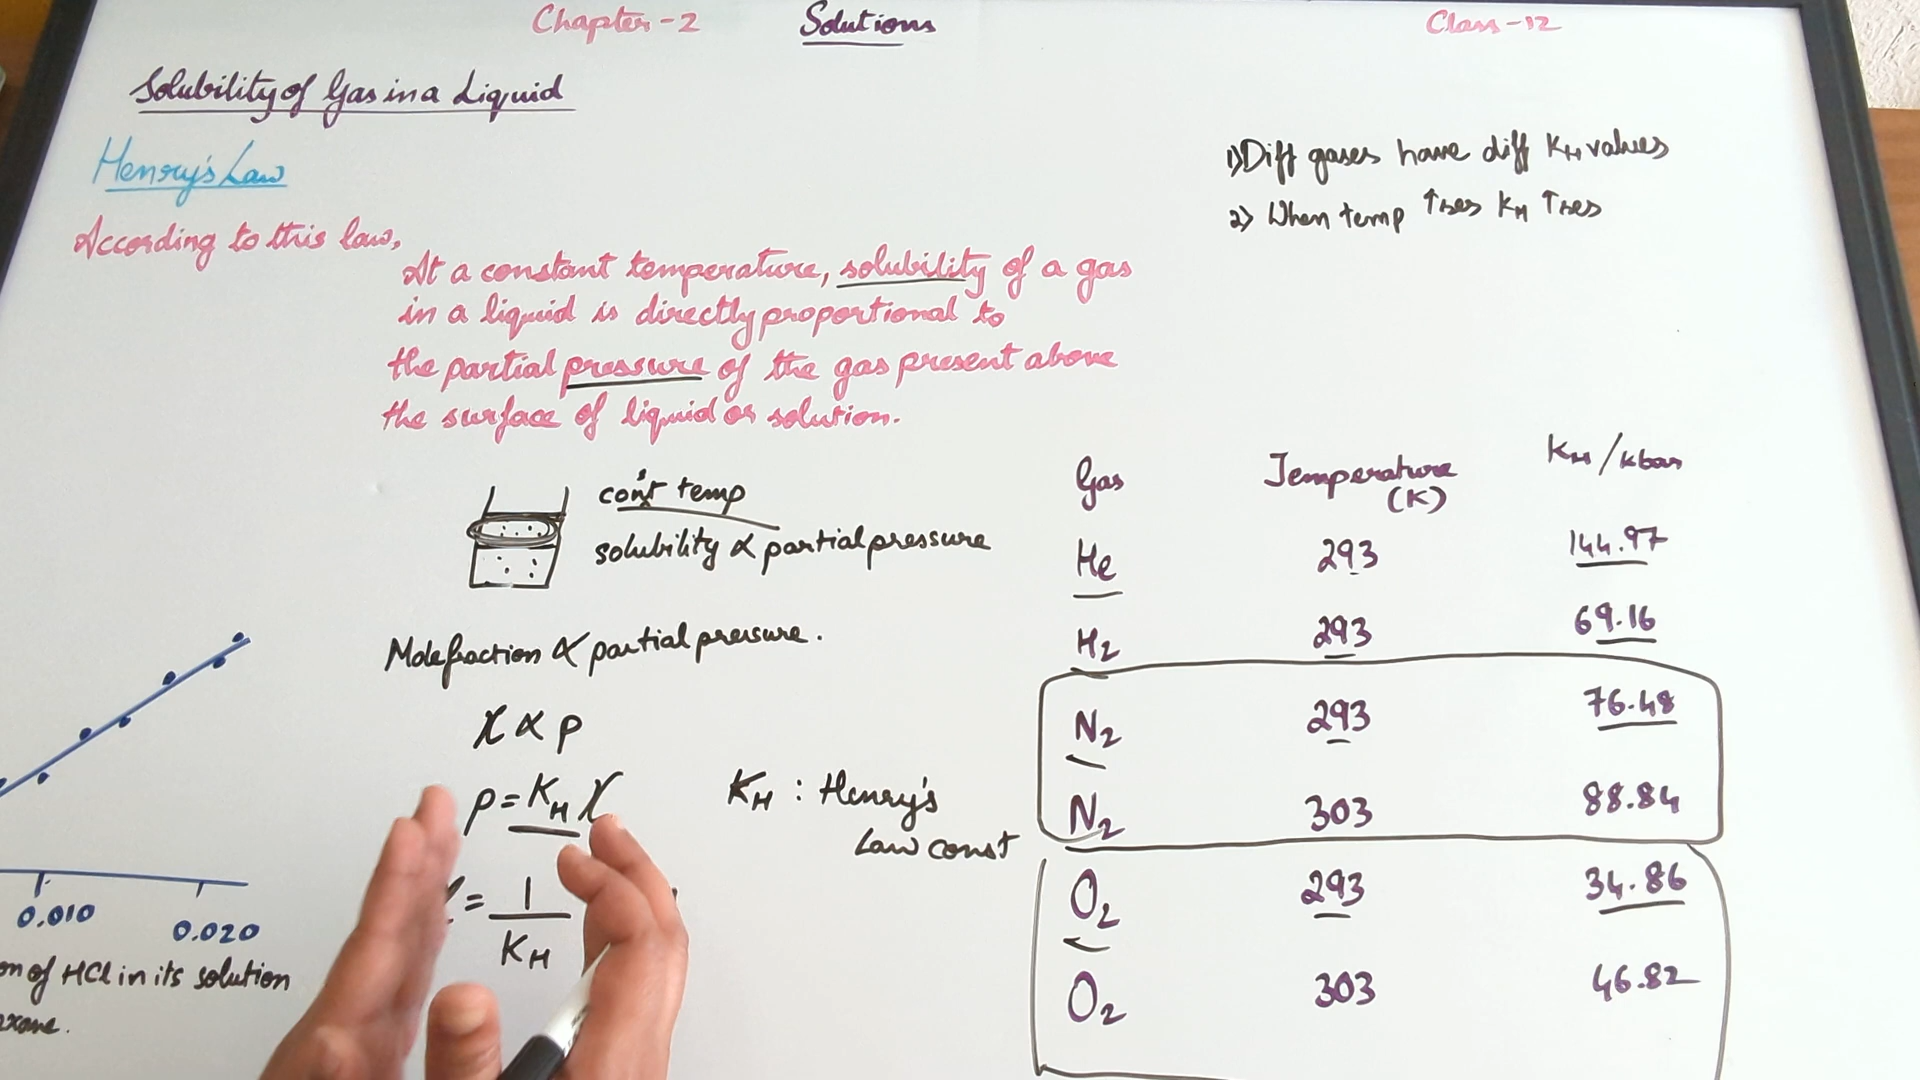 Chapter-2 Solutions Class-12
Solubility of Gas in a Liquid
Henry's Law
According to this law,
At a constant temperature, solubility of a gas
in a liquid is directly proportional to
the partial pressure of the gas present above
the surface of liquid or solution.
con't temp
solubility ∝ partial pressure
Mole fraction ∝ partial pressure.
χ ∝ p
p = KH χ
KH : Henry's
Law const
= 1
KH
0.010 0.020
of HCl in its solution
1) Diff gases have diff KH values
2) When temp ↑ses KH ↑ses
Gas Temperature (K) KH/kbar
He 293 144.97
H2 293 69.16
N2 293 76.48
N2 303 88.84
O2 293 34.86
O2 303 46.82